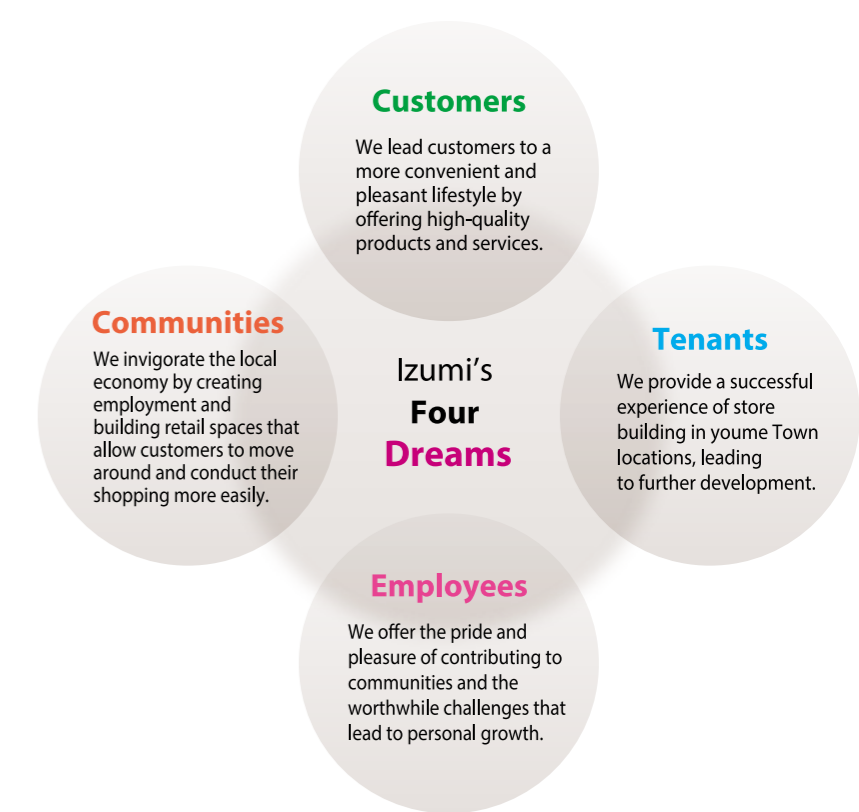 Customers
We lead customers to a
more convenient and
pleasant lifestyle by
offering high-quality
products and services.
Communities
We invigorate the local
economy by creating
employment and
building retail spaces that
allow customers to move
around and conduct their
shopping more easily.
Izumi's
Four
Dreams
Tenants
We provide a successful
experience of store
building in youme Town
locations, leading
to further development.
Employees
We offer the pride and
pleasure of contributing to
communities and the
worthwhile challenges that
lead to personal growth.